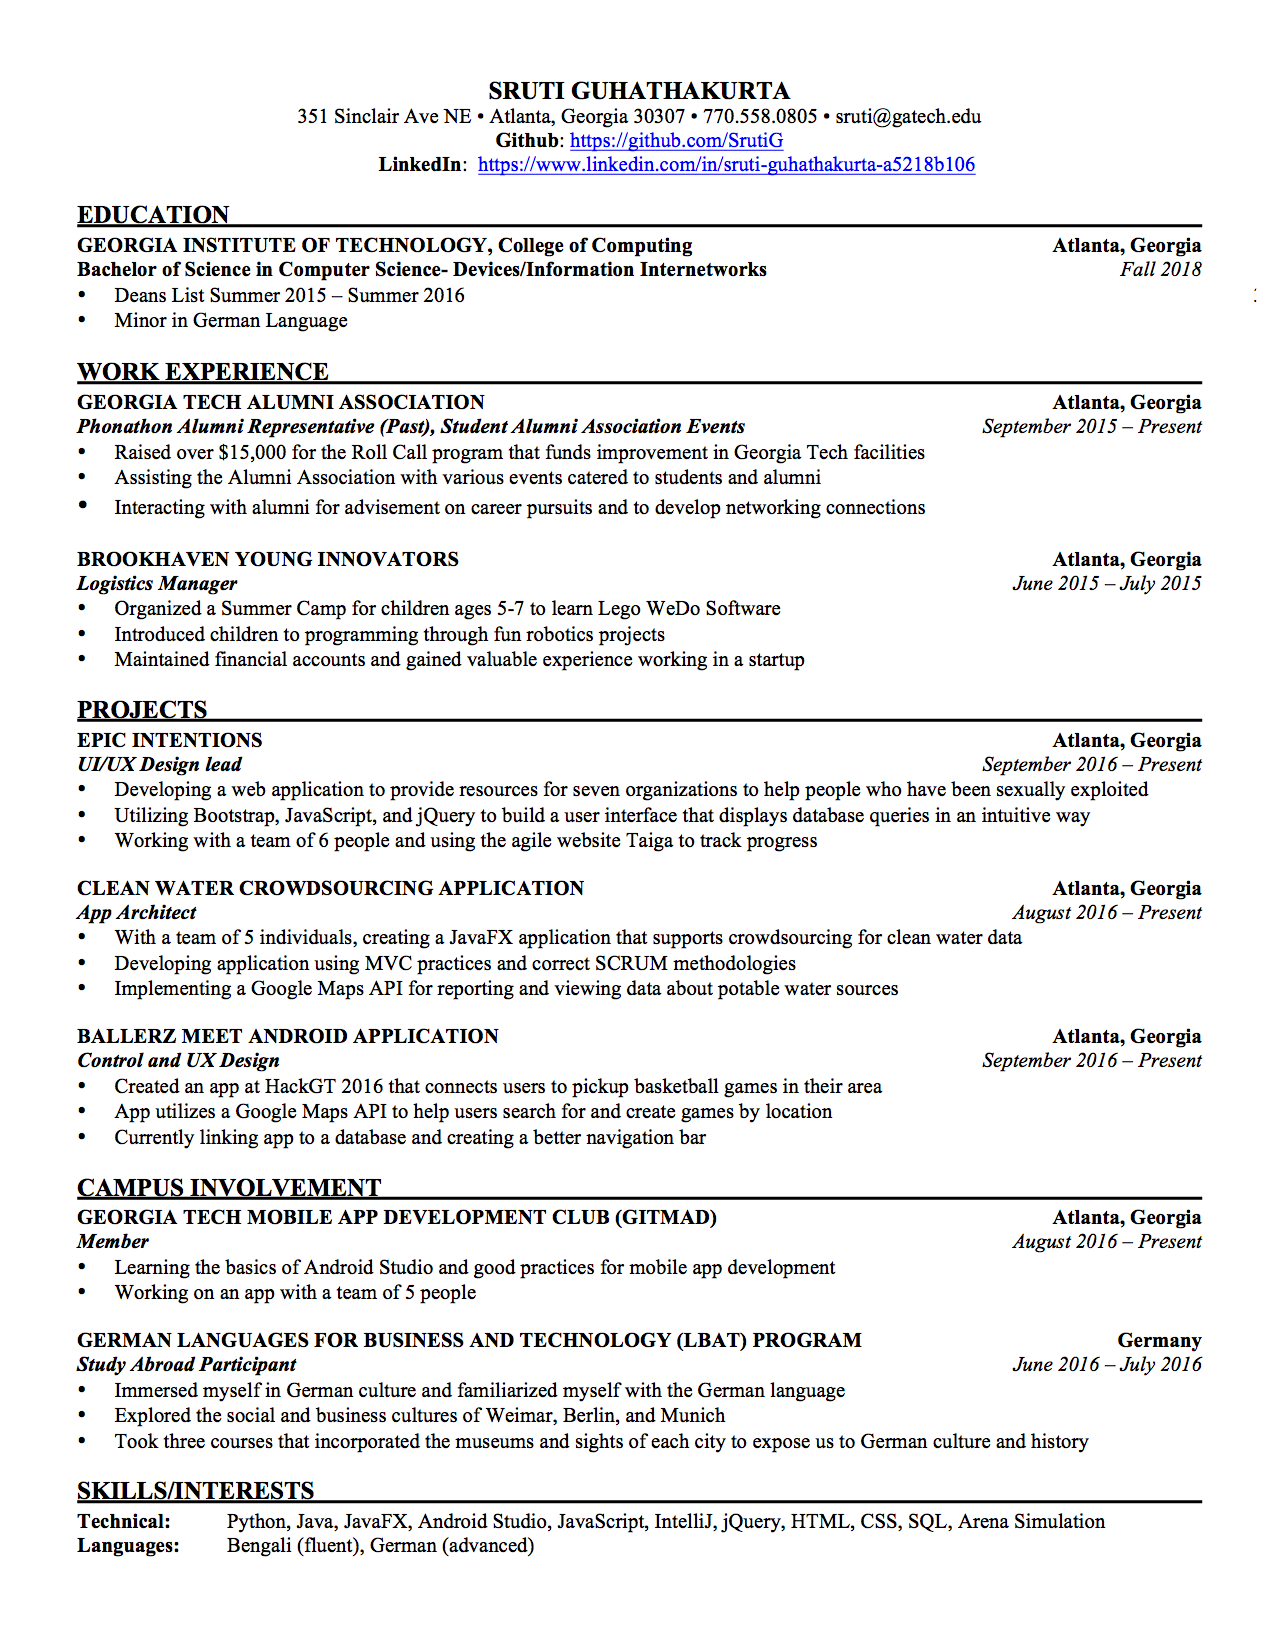 SRUTI GUHATHAKURTA
351 Sinclair Ave NE • Atlanta, Georgia 30307 • 770.558.0805 • sruti@gatech.edu
Github: https://github.com/SrutiG
LinkedIn: https://www.linkedin.com/in/sruti-guhathakurta-a5218b106
EDUCATION
GEORGIA INSTITUTE OF TECHNOLOGY, College of Computing Atlanta, Georgia
Bachelor of Science in Computer Science- Devices/Information Internetworks Fall 2018
• Deans List Summer 2015 – Summer 2016
• Minor in German Language
WORK EXPERIENCE
GEORGIA TECH ALUMNI ASSOCIATION Atlanta, Georgia
Phonathon Alumni Representative (Past), Student Alumni Association Events September 2015 – Present
• Raised over $15,000 for the Roll Call program that funds improvement in Georgia Tech facilities
• Assisting the Alumni Association with various events catered to students and alumni
• Interacting with alumni for advisement on career pursuits and to develop networking connections
BROOKHAVEN YOUNG INNOVATORS Atlanta, Georgia
Logistics Manager June 2015 – July 2015
• Organized a Summer Camp for children ages 5-7 to learn Lego WeDo Software
• Introduced children to programming through fun robotics projects
• Maintained financial accounts and gained valuable experience working in a startup
PROJECTS
EPIC INTENTIONS Atlanta, Georgia
UI/UX Design lead September 2016 – Present
• Developing a web application to provide resources for seven organizations to help people who have been sexually exploited
• Utilizing Bootstrap, JavaScript, and jQuery to build a user interface that displays database queries in an intuitive way
• Working with a team of 6 people and using the agile website Taiga to track progress
CLEAN WATER CROWDSOURCING APPLICATION Atlanta, Georgia
App Architect August 2016 – Present
• With a team of 5 individuals, creating a JavaFX application that supports crowdsourcing for clean water data
• Developing application using MVC practices and correct SCRUM methodologies
• Implementing a Google Maps API for reporting and viewing data about potable water sources
BALLERZ MEET ANDROID APPLICATION Atlanta, Georgia
Control and UX Design September 2016 – Present
• Created an app at HackGT 2016 that connects users to pickup basketball games in their area
• App utilizes a Google Maps API to help users search for and create games by location
• Currently linking app to a database and creating a better navigation bar
CAMPUS INVOLVEMENT
GEORGIA TECH MOBILE APP DEVELOPMENT CLUB (GITMAD) Atlanta, Georgia
Member August 2016 – Present
• Learning the basics of Android Studio and good practices for mobile app development
• Working on an app with a team of 5 people
GERMAN LANGUAGES FOR BUSINESS AND TECHNOLOGY (LBAT) PROGRAM Germany
Study Abroad Participant June 2016 – July 2016
• Immersed myself in German culture and familiarized myself with the German language
• Explored the social and business cultures of Weimar, Berlin, and Munich
• Took three courses that incorporated the museums and sights of each city to expose us to German culture and history
SKILLS/INTERESTS
Technical: Python, Java, JavaFX, Android Studio, JavaScript, IntelliJ, jQuery, HTML, CSS, SQL, Arena Simulation
Languages: Bengali (fluent), German (advanced)